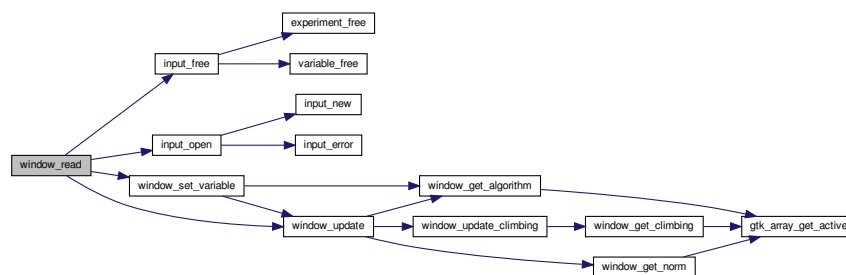 experiment_free
input_free
variable_free
input_new
input_open
input_error
window_read
window_set_variable
window_get_algorithm
window_update
window_update_climbing
window_get_climbing
gtk_array_get_active
window_get_norm